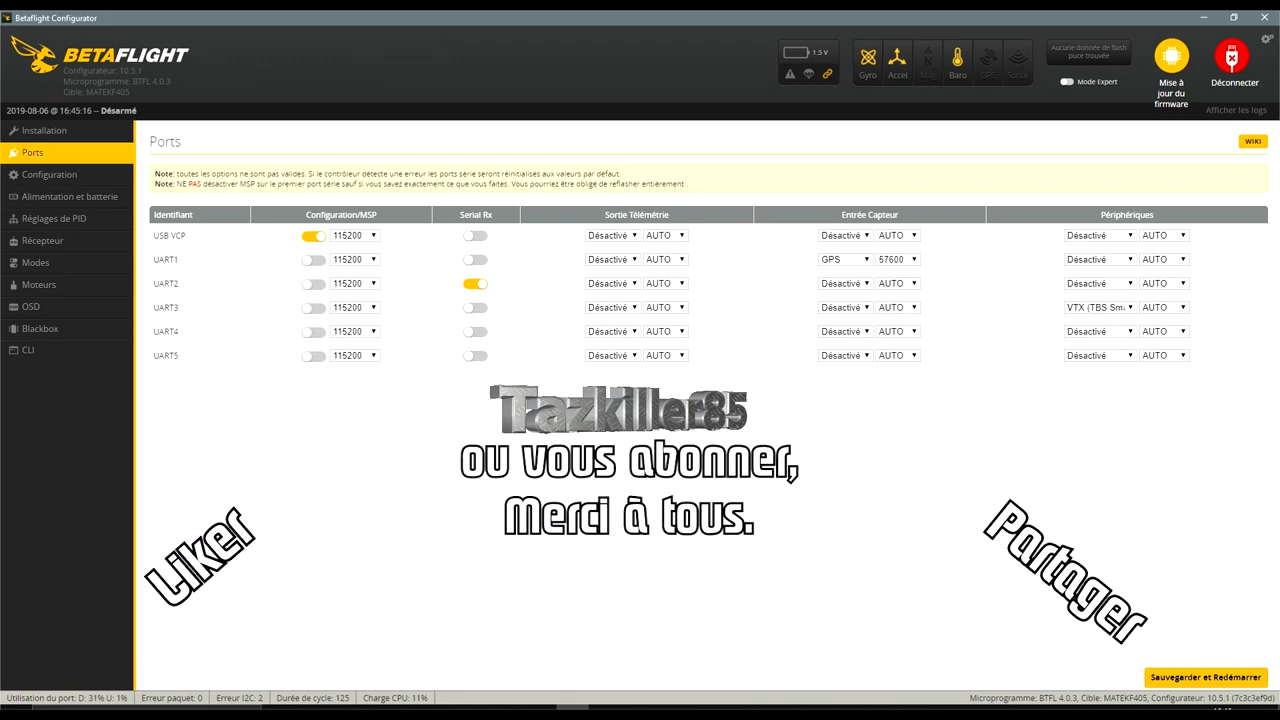 Betaflight Configurator
BETAFLIGHT
Configurateur: 10.5.1
Microprogramme: BTFL 4.0.3
Cible: MATEKF405
1.5 V
Gyro Accel Mag Baro GPS Sonar
Aucune donnée de flash
puce trouvée
Mode Expert
Mise à
jour du
firmware
Déconnecter
2019-08-06 @ 16:45:16 -- Désarmé
Afficher les logs
Installation
Ports
Configuration
Alimentation et batterie
Réglages de PID
Récepteur
Modes
Moteurs
OSD
Blackbox
CLI
Ports
WIKI
Note: toutes les options ne sont pas valides. Si le contrôleur détecte une erreur les ports série seront réinitialisés aux valeurs par défaut.
Note: NE PAS désactiver MSP sur le premier port série sauf si vous savez exactement ce que vous faites. Vous pourriez être obligé de reflasher entièrement .
Identifiant Configuration/MSP Serial Rx Sortie Télémétrie Entrée Capteur Périphériques
USB VCP 115200 Désactivé AUTO Désactivé AUTO Désactivé AUTO
UART1 115200 Désactivé AUTO GPS 57600 Désactivé AUTO
UART2 115200 Désactivé AUTO Désactivé AUTO Désactivé AUTO
UART3 115200 Désactivé AUTO Désactivé AUTO VTX (TBS Sma AUTO
UART4 115200 Désactivé AUTO Désactivé AUTO Désactivé AUTO
UART5 115200 Désactivé AUTO Désactivé AUTO Désactivé AUTO
Tazkiller85
ou vous abonner,
Merci à tous.
Liker
Partager
Sauvegarder et Redémarrer
Utilisation du port: D: 31% U: 1% Erreur paquet: 0 Erreur I2C: 2 Durée de cycle: 125 Charge CPU: 11% Microprogramme: BTFL 4.0.3, Cible: MATEKF405, Configurateur: 10.5.1 (7c3c3ef9d)